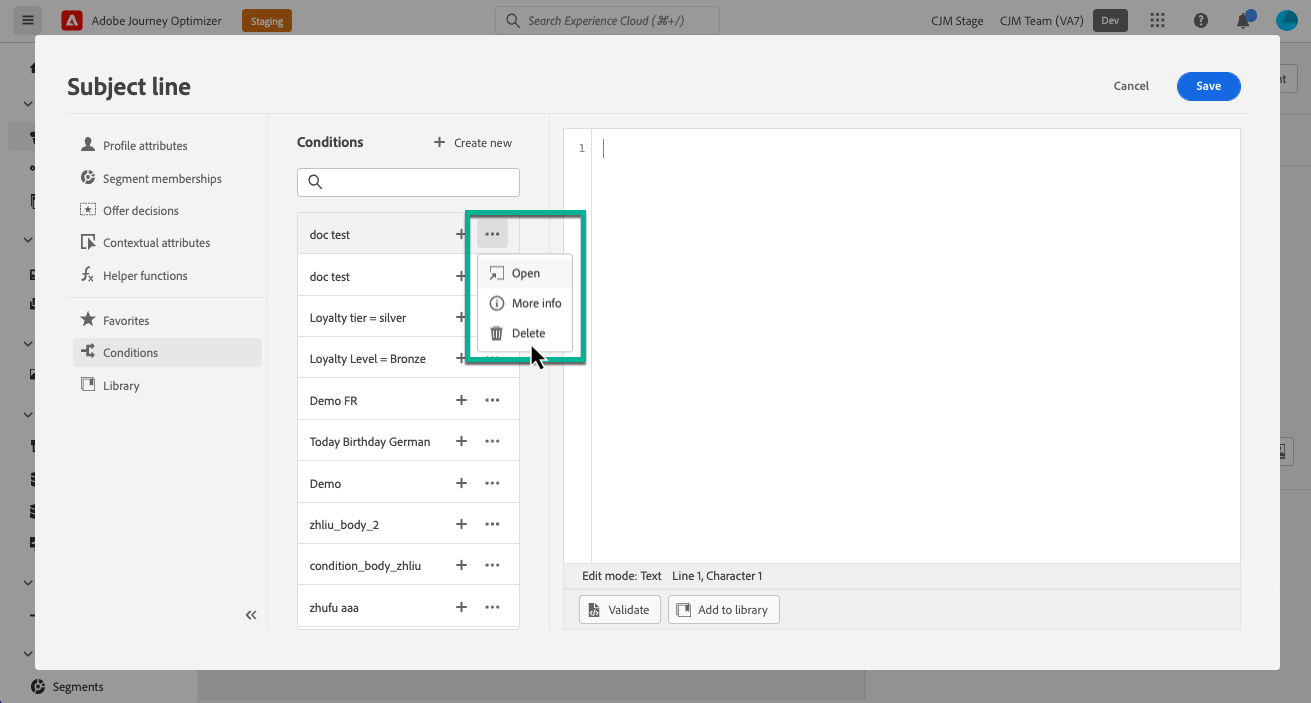 Adobe Journey Optimizer
Staging
Search Experience Cloud (⌘+/)
CJM Stage
CJM Team (VA7)
Dev
Subject line
Cancel
Save
Profile attributes
Segment memberships
Offer decisions
Contextual attributes
Helper functions
Favorites
Conditions
Library
Conditions
Create new
doc test
doc test
Loyalty tier = silver
Loyalty Level = Bronze
Demo FR
Today Birthday German
Demo
zhliu_body_2
condition_body_zhliu
zhufu aaa
Open
More info
Delete
1
Edit mode: Text Line 1, Character 1
Validate
Add to library
Segments